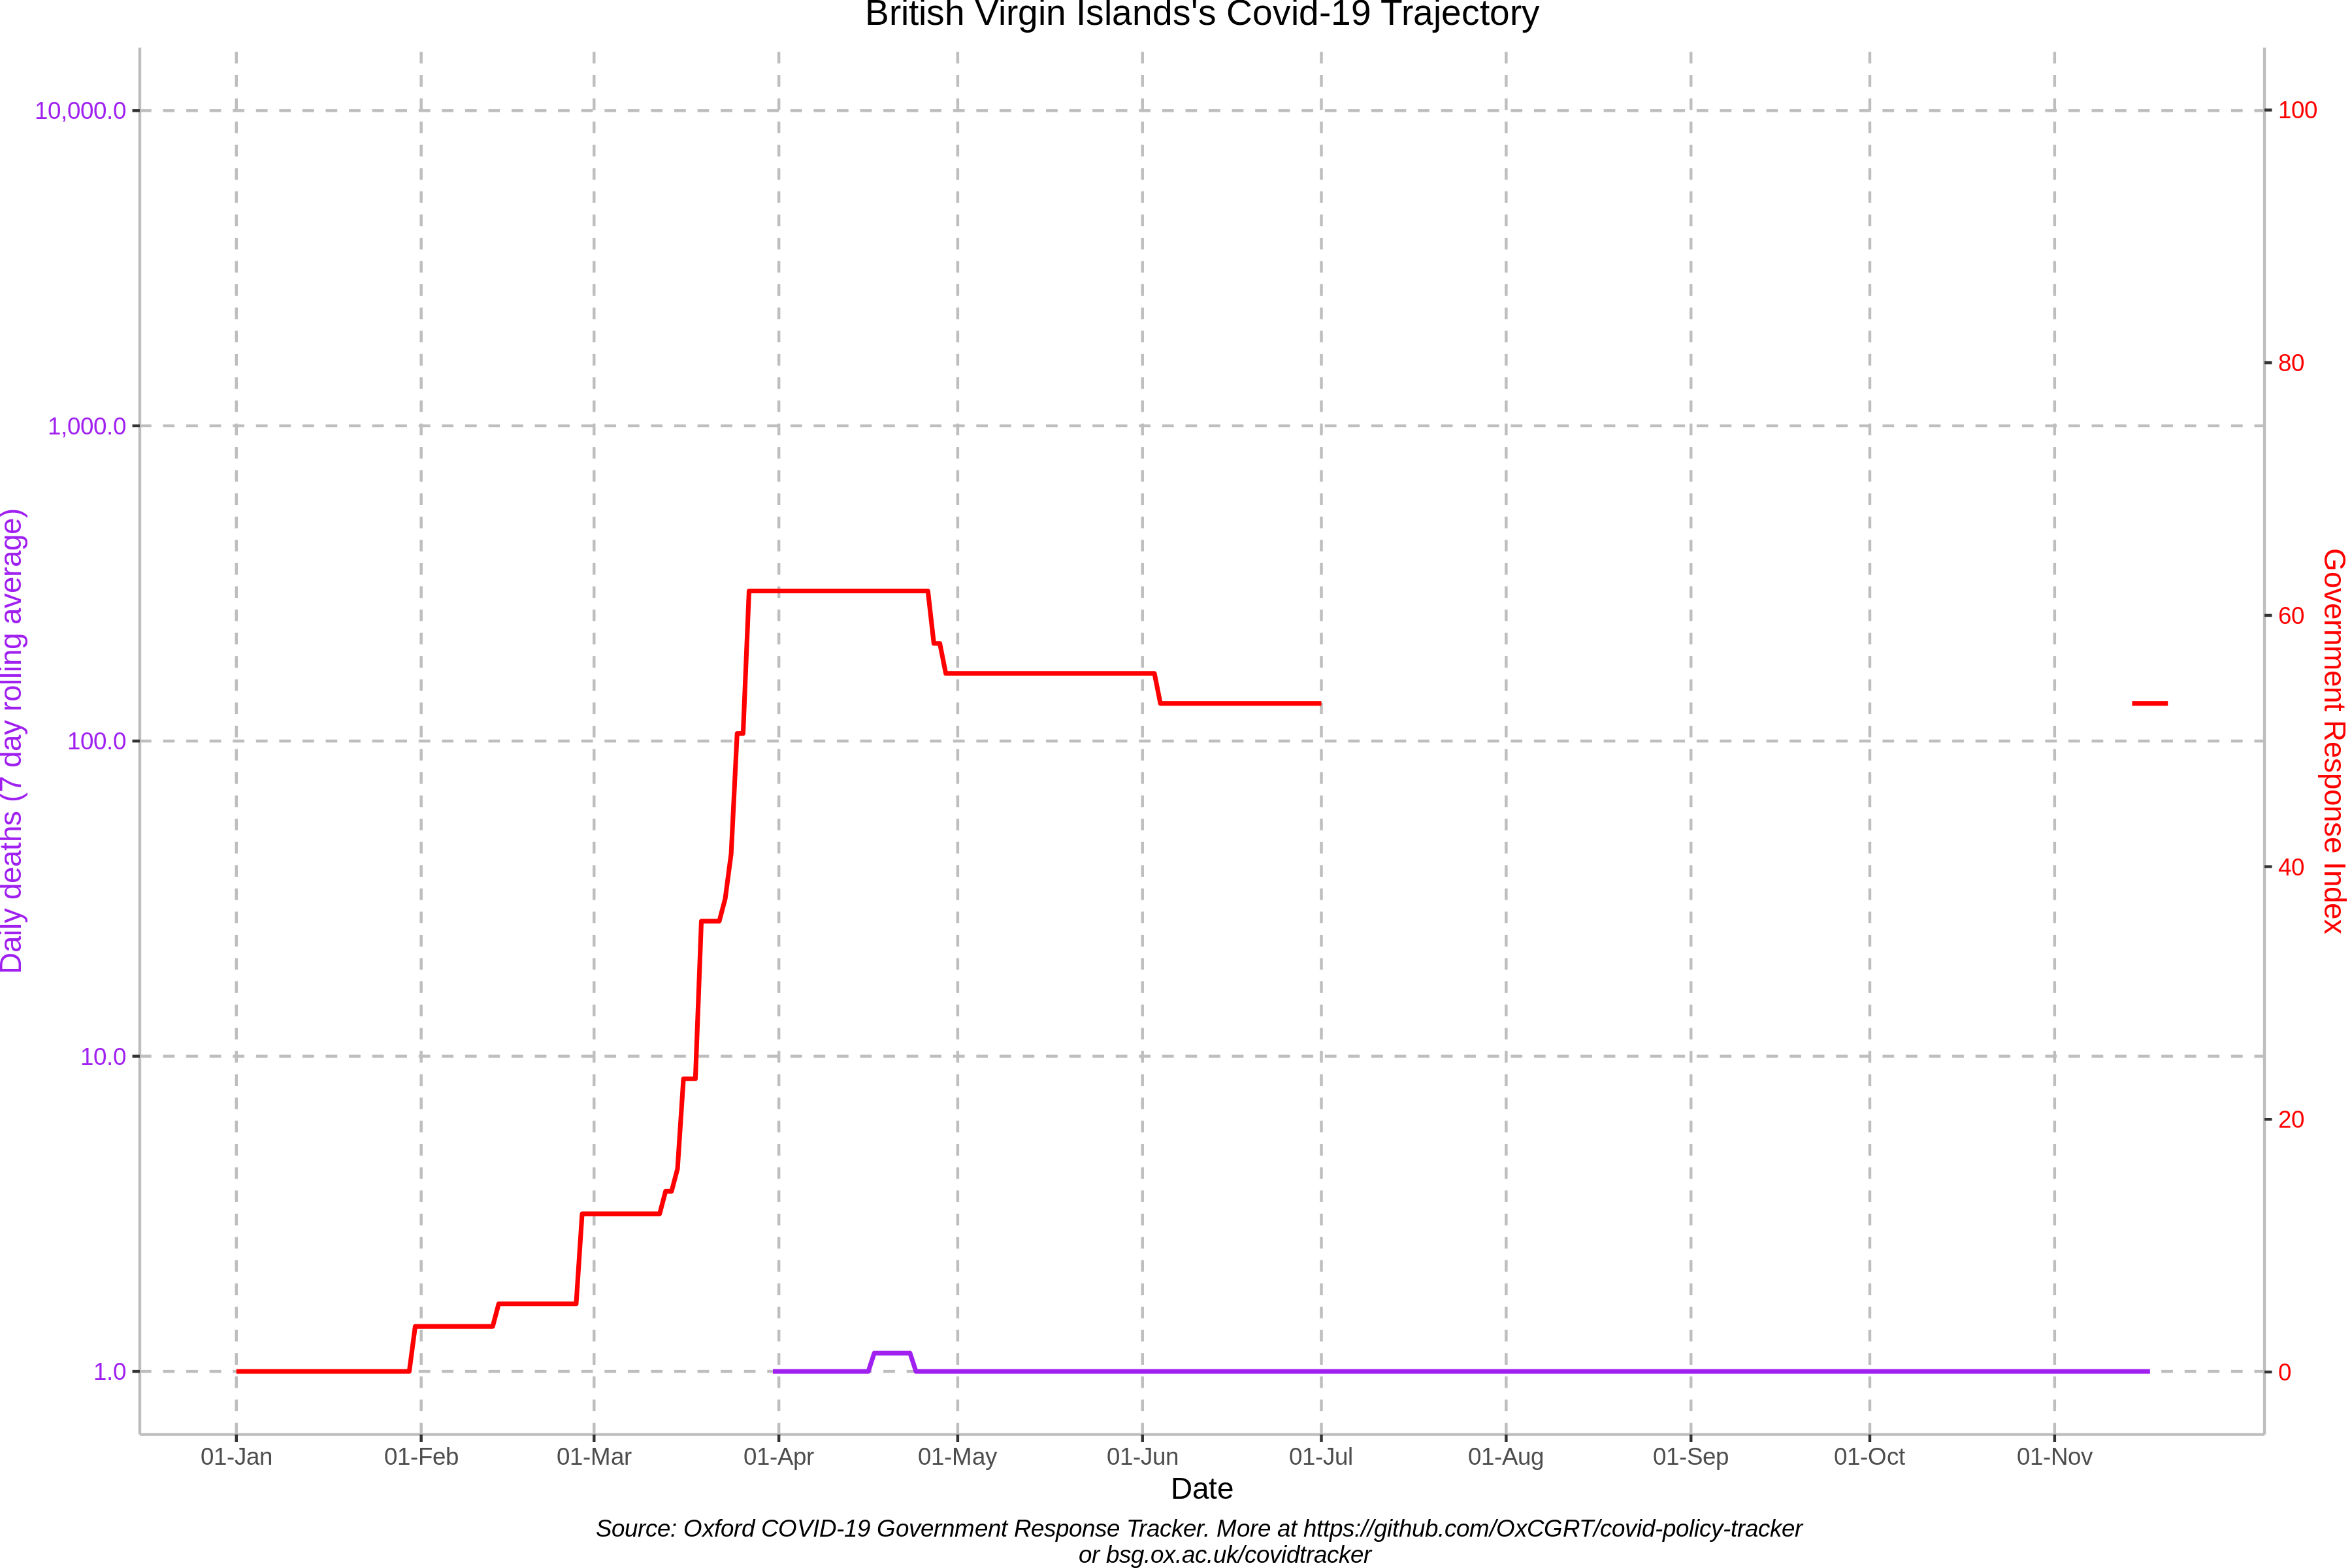 British Virgin Islands's Covid-19 Trajectory
10,000.0
1,000.0
100.0
10.0
1.0
Daily deaths (7 day rolling average)
100
80
60
40
20
0
Government Response Index
01-Jan 01-Feb 01-Mar 01-Apr 01-May 01-Jun 01-Jul 01-Aug 01-Sep 01-Oct 01-Nov
Date
Source: Oxford COVID-19 Government Response Tracker. More at https://github.com/OxCGRT/covid-policy-tracker
or bsg.ox.ac.uk/covidtracker